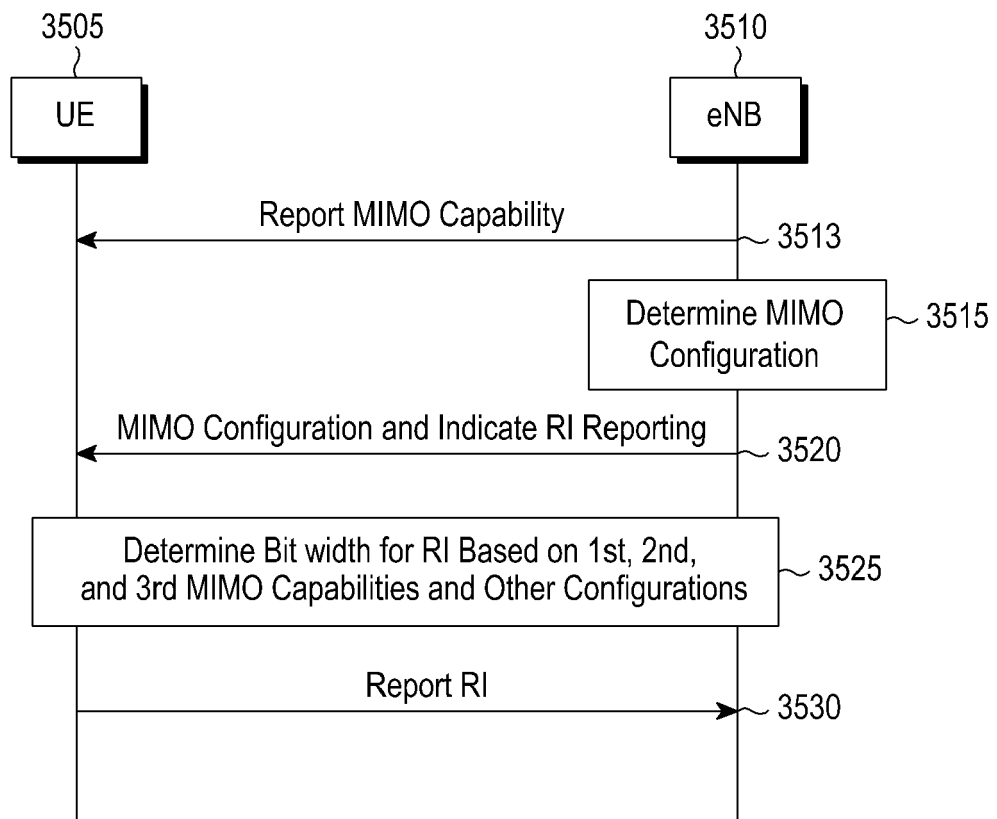 3505
3510
UE
eNB
Report MIMO Capability
3513
Determine MIMO
Configuration
3515
MIMO Configuration and Indicate RI Reporting
3520
Determine Bit width for RI Based on 1st, 2nd,
and 3rd MIMO Capabilities and Other Configurations
3525
Report RI
3530